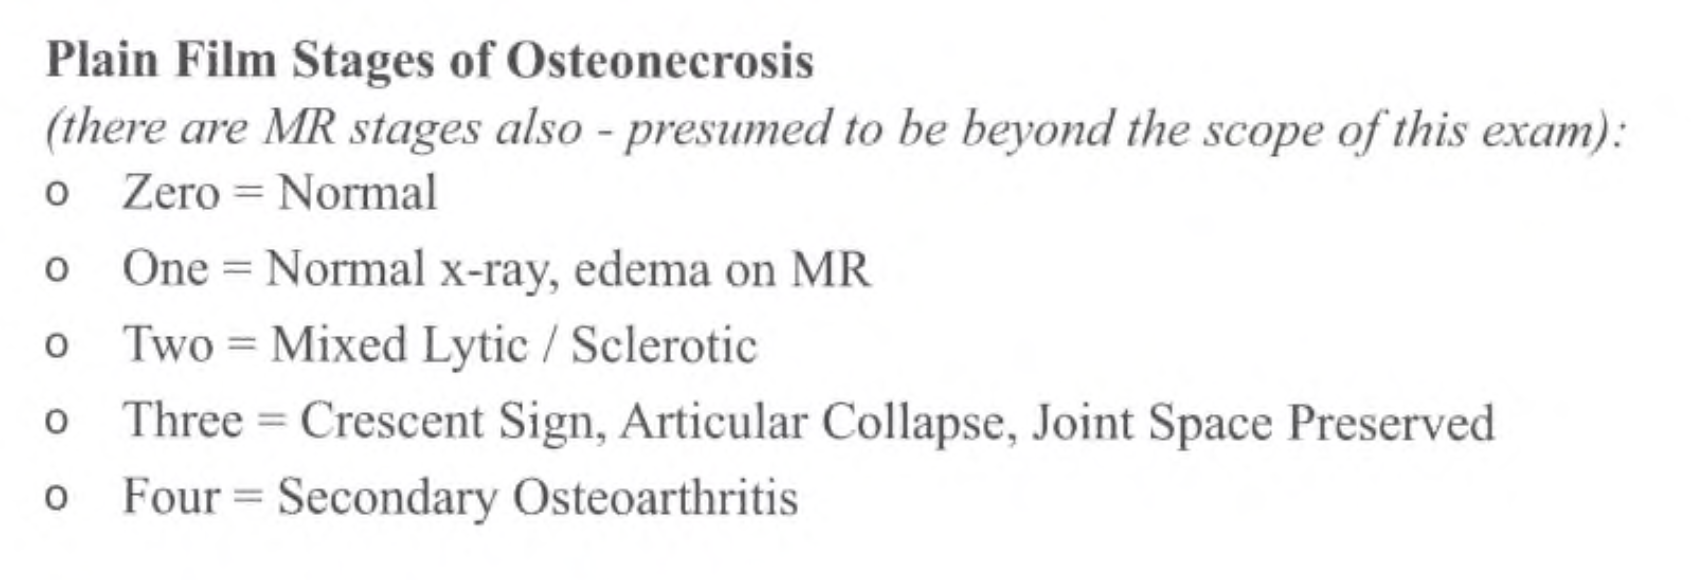 Plain Film Stages of Osteonecrosis
(there are MR stages also - presumed to be beyond the scope of this exam):
o Zero = Normal
o One = Normal x-ray, edema on MR
o Two = Mixed Lytic / Sclerotic
o Three = Crescent Sign, Articular Collapse, Joint Space Preserved
o Four = Secondary Osteoarthritis